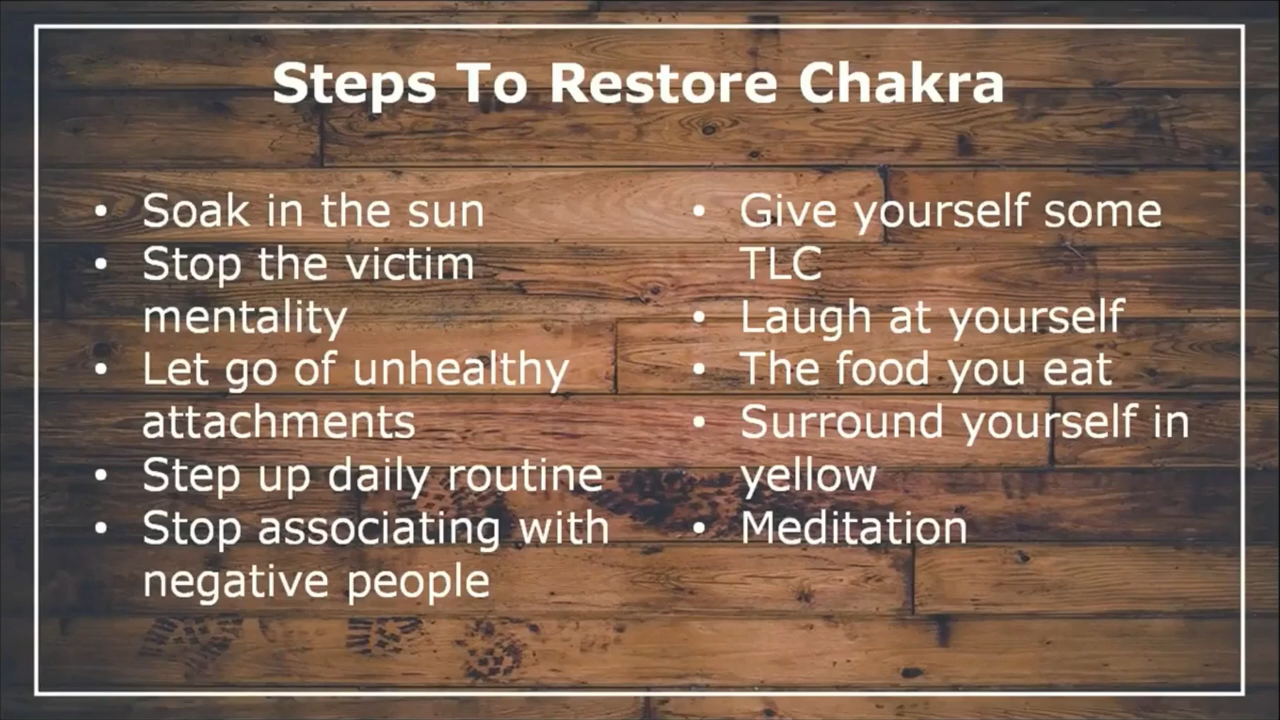 Steps To Restore Chakra
• Soak in the sun
• Stop the victim
mentality
• Let go of unhealthy
attachments
• Step up daily routine
• Stop associating with
negative people
• Give yourself some
TLC
• Laugh at yourself
• The food you eat
• Surround yourself in
yellow
• Meditation